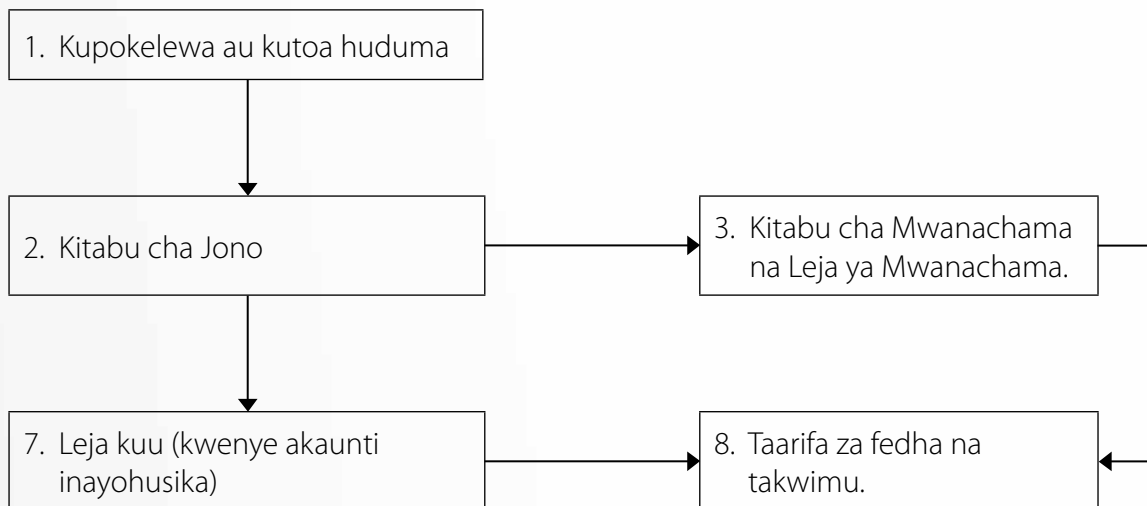 1. Kupokelewa au kutoa huduma
2. Kitabu cha Jono
3. Kitabu cha Mwanachama
na Leja ya Mwanachama.
7. Leja kuu (kwenye akaunti
inayohusika)
8. Taarifa za fedha na
takwimu.